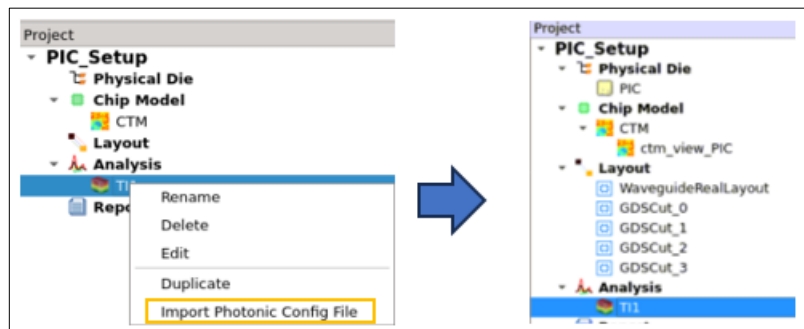 Project
PIC_Setup
Physical Die
Chip Model
CTM
Layout
Analysis
TI1
Rename
Delete
Edit
Duplicate
Import Photonic Config File
Project
PIC_Setup
Physical Die
PIC
Chip Model
CTM
ctm_view_PIC
Layout
WaveguideRealLayout
GDSCut_0
GDSCut_1
GDSCut_2
GDSCut_3
Analysis
TI1